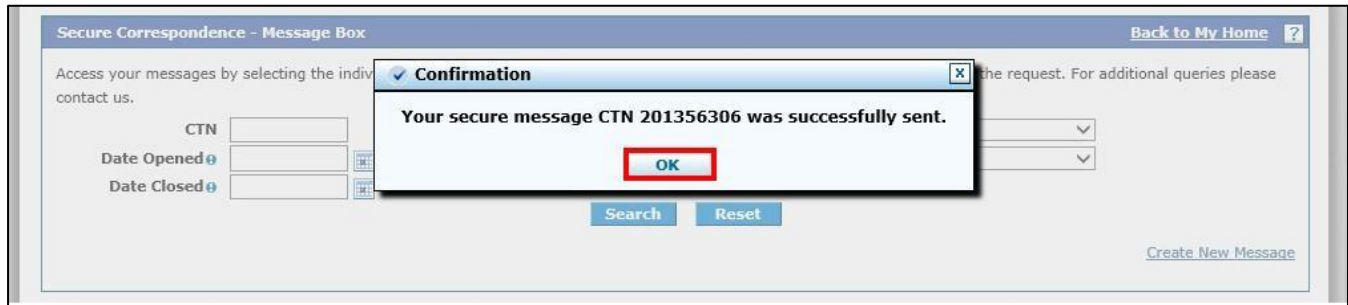 Secure Correspondence - Message Box
Back to My Home ?
Access your messages by selecting the indiv
the request. For additional queries please
contact us.
Confirmation
Your secure message CTN 201356306 was successfully sent.
OK
CTN
Date Opened
Date Closed
Search Reset
Create New Message